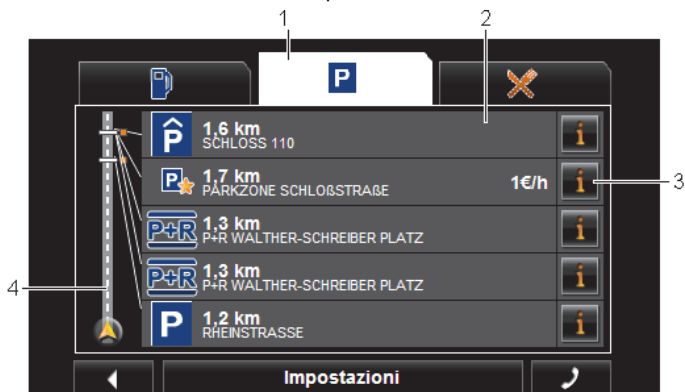 1
2
P
P
1,6 km
SCHLOSS 110
i
P
1,7 km
PARKZONE SCHLOßSTRAßE
1€/h
i
3
P+R
1,3 km
P+R WALTHER-SCHREIBER PLATZ
i
P+R
1,3 km
P+R WALTHER-SCHREIBER PLATZ
i
4
P
1,2 km
RHEINSTRASSE
i
Impostazioni